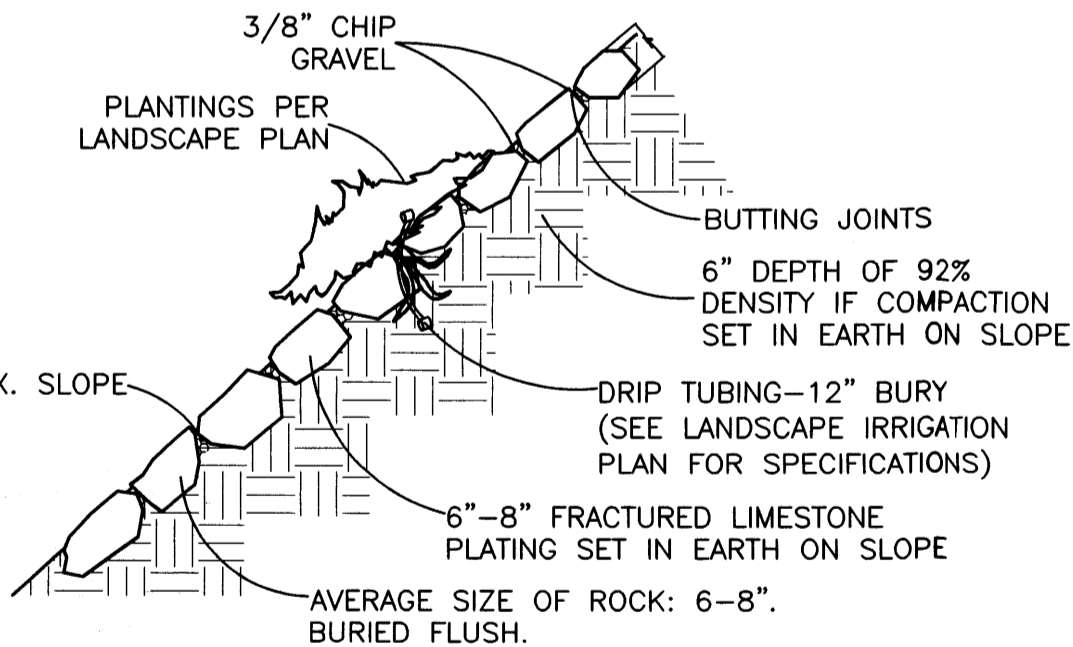 3/8" CHIP
GRAVEL
PLANTINGS PER
LANDSCAPE PLAN
BUTTING JOINTS
6" DEPTH OF 92%
DENSITY IF COMPACTION
SET IN EARTH ON SLOPE
X. SLOPE
DRIP TUBING-12" BURY
(SEE LANDSCAPE IRRIGATION
PLAN FOR SPECIFICATIONS)
6"-8" FRACTURED LIMESTONE
PLATING SET IN EARTH ON SLOPE
AVERAGE SIZE OF ROCK: 6-8".
BURIED FLUSH.